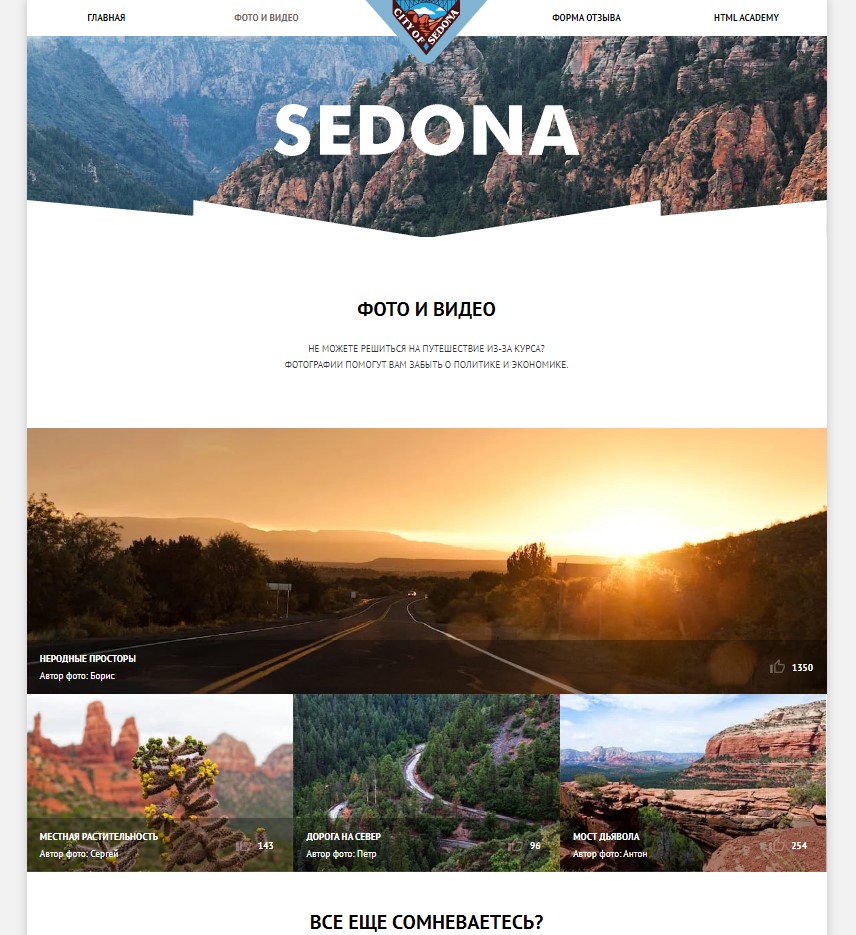 ГЛАВНАЯ
ФОТО И ВИДЕО
CITY OF SEDONA
ФОРМА ОТЗЫВА
HTML ACADEMY
SEDONA
ФОТО И ВИДЕО
НЕ МОЖЕТЕ РЕШИТЬСЯ НА ПУТЕШЕСТВИЕ ИЗ-ЗА КУРСА?
ФОТОГРАФИИ ПОМОГУТ ВАМ ЗАБЫТЬ О ПОЛИТИКЕ И ЭКОНОМИКЕ.
НЕРОДНЫЕ ПРОСТОРЫ
Автор фото: Борис
1350
МЕСТНАЯ РАСТИТЕЛЬНОСТЬ
Автор фото: Сергей
143
ДОРОГА НА СЕВЕР
Автор фото: Петр
96
МОСТ ДЬЯВОЛА
Автор фото: Антон
254
ВСЕ ЕЩЕ СОМНЕВАЕТЕСЬ?